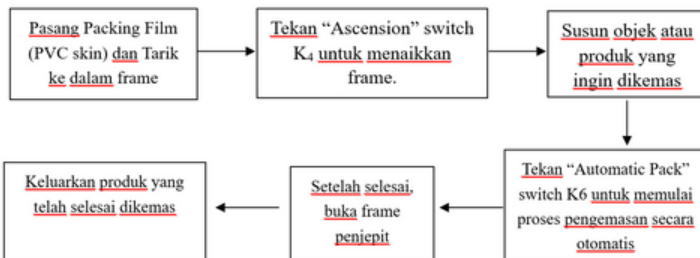 Pasang Packing Film
(PVC skin) dan Tarik
ke dalam frame
Tekan “Ascension” switch
K4 untuk menaikkan
frame.
Susun objek atau
produk yang
ingin dikemas
Tekan “Automatic Pack”
switch K6 untuk memulai
proses pengemasan secara
otomatis
Setelah selesai,
buka frame
penjepit
Keluarkan produk yang
telah selesai dikemas